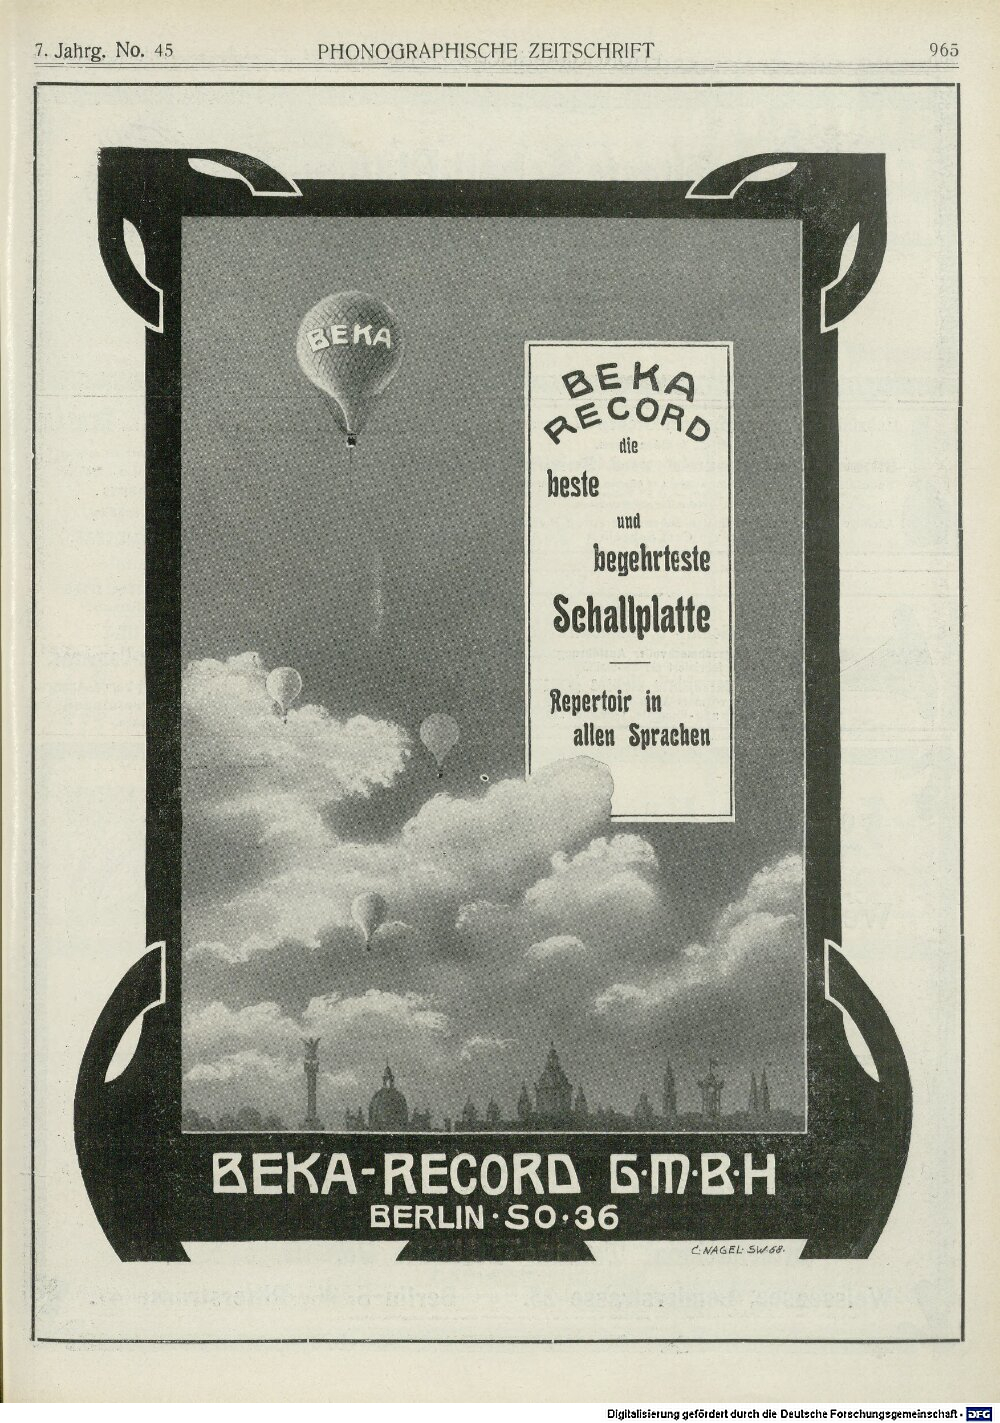 7. Jahrg. No. 45
PHONOGRAPHISCHE ZEITSCHRIFT
965
BEKA
BEKA
RECORD
die
beste
und
begehrteste
Schallplatte
Repertoir in
allen Sprachen
BEKA-RECORD G·M·B·H
BERLIN·SO·36
C. NAGEL·SW·68.
Digitalisierung gefördert durch die Deutsche Forschungsgemeinschaft - DFG